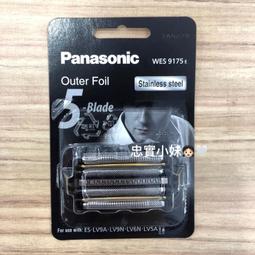 Panasonic
WES 9175
Outer Foil
Stainless steel
5-Blade
忠實小妹
For use with: ES-LV9A·LV9N·LV6N·LV5A